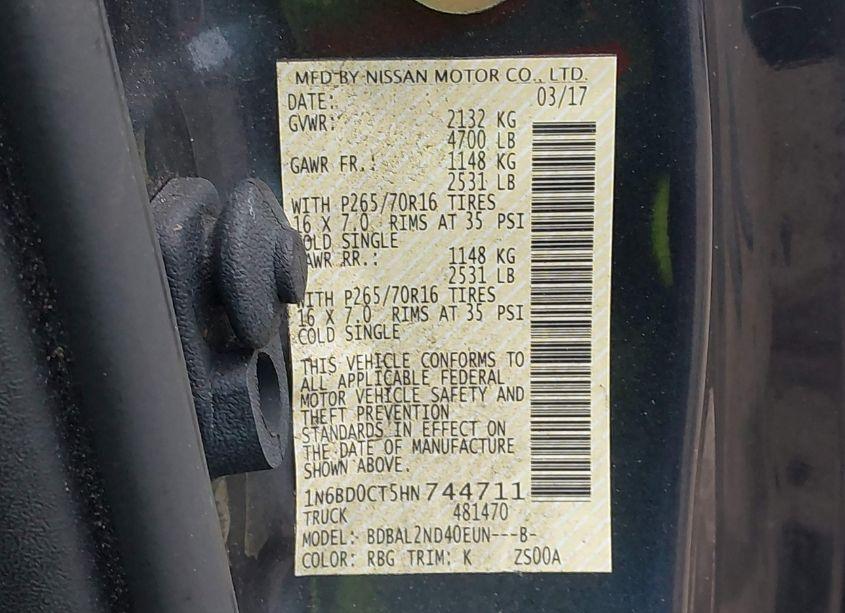 MFD BY NISSAN MOTOR CO., LTD.
DATE: 03/17
GVWR: 2132 KG
4700 LB
GAWR FR.: 1148 KG
2531 LB
WITH P265/70R16 TIRES
16 X 7.0 RIMS AT 35 PSI
COLD SINGLE
GAWR RR.: 1148 KG
2531 LB
WITH P265/70R16 TIRES
16 X 7.0 RIMS AT 35 PSI
COLD SINGLE
THIS VEHICLE CONFORMS TO
ALL APPLICABLE FEDERAL
MOTOR VEHICLE SAFETY AND
THEFT PREVENTION
STANDARDS IN EFFECT ON
THE DATE OF MANUFACTURE
SHOWN ABOVE.
1N6BD0CT5HN744711
TRUCK 481470
MODEL: BDBAL2ND40EUN---B-
COLOR: RBG TRIM: K ZS00A